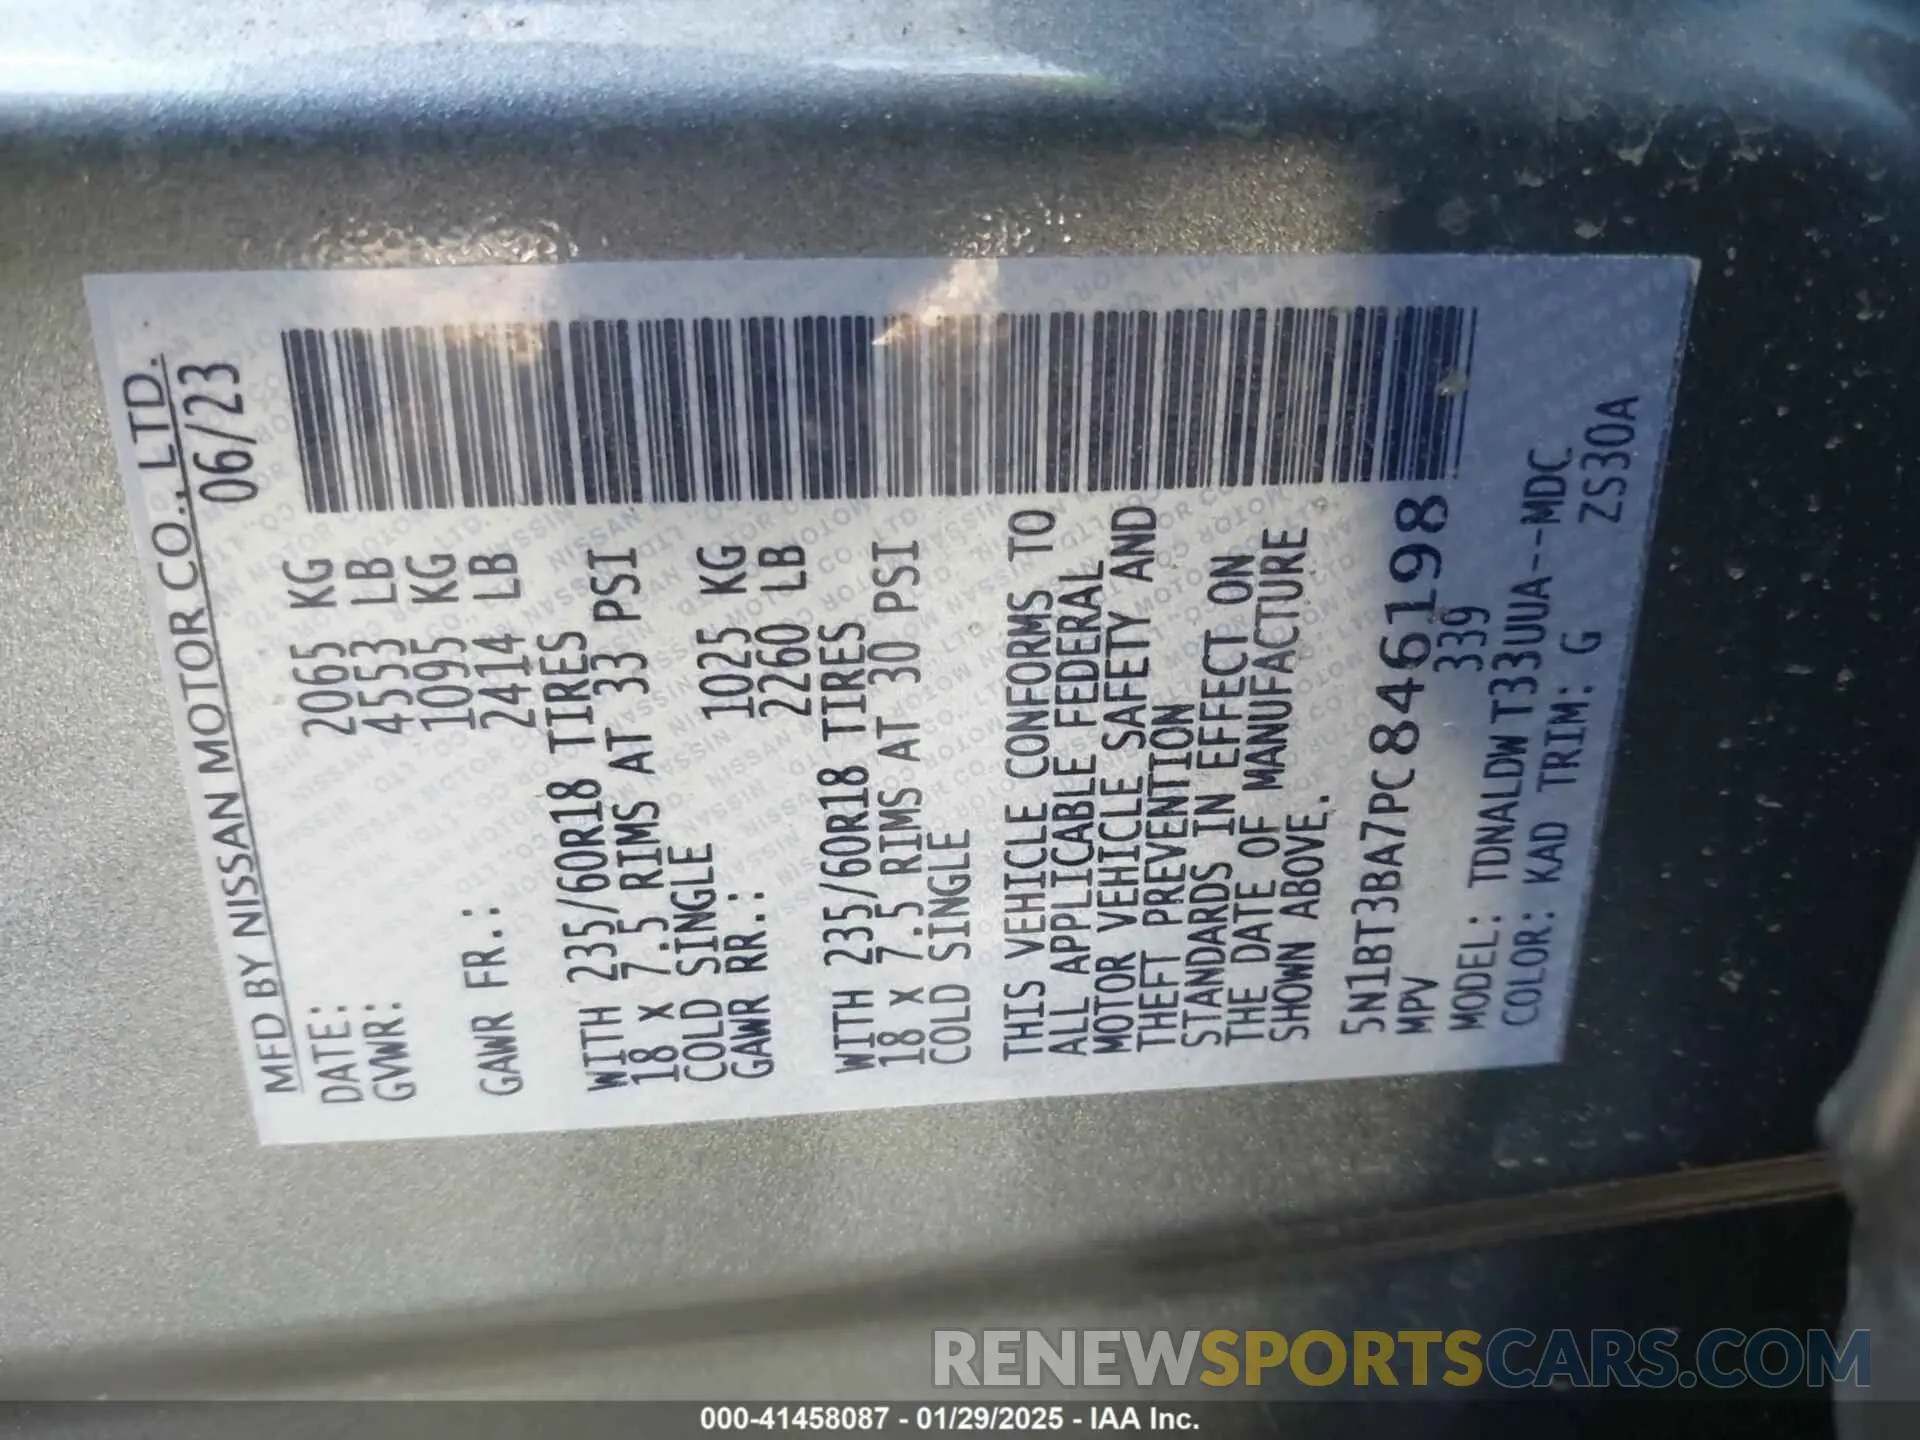 MFD BY NISSAN MOTOR CO., LTD.
DATE: 06/23
GVWR: 2065 KG
4553 LB
GAWR FR.: 1095 KG
2414 LB
WITH 235/60R18 TIRES
18 X 7.5 RIMS AT 33 PSI
COLD SINGLE
GAWR RR.: 1025 KG
2260 LB
WITH 235/60R18 TIRES
18 X 7.5 RIMS AT 30 PSI
COLD SINGLE
THIS VEHICLE CONFORMS TO
ALL APPLICABLE FEDERAL
MOTOR VEHICLE SAFETY AND
THEFT PREVENTION
STANDARDS IN EFFECT ON
THE DATE OF MANUFACTURE
SHOWN ABOVE.
5N1BT3BA7PC846198
MPV 339
MODEL: TDNALDWT33UUA--MDC
COLOR: KAD TRIM: G ZS30A
RENEWSPORTSCARS.COM
000-41458087 - 01/29/2025 - IAA Inc.